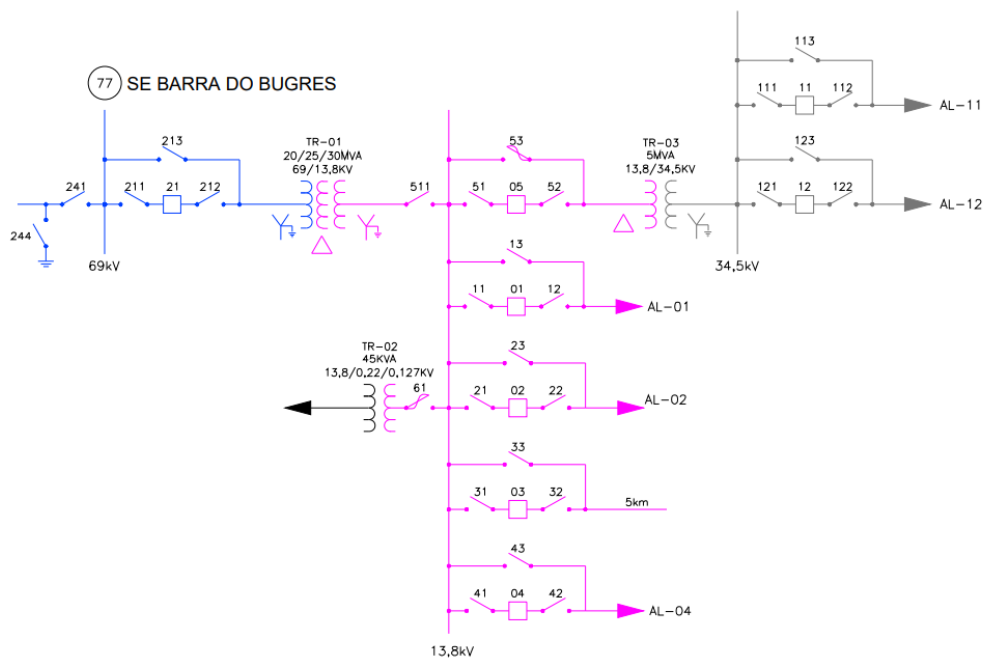 77 SE BARRA DO BUGRES
113
111 11 112
AL-11
213
TR-01
20/25/30MVA
69/13,8KV
53
TR-03
5MVA
13,8/34,5KV
123
241 211 21 212
511
51 05 52
121 12 122
AL-12
244
69kV
34,5kV
13
11 01 12
AL-01
TR-02
45KVA
13,8/0,22/0,127KV
61
23
21 02 22
AL-02
33
31 03 32
5km
43
41 04 42
AL-04
13,8kV